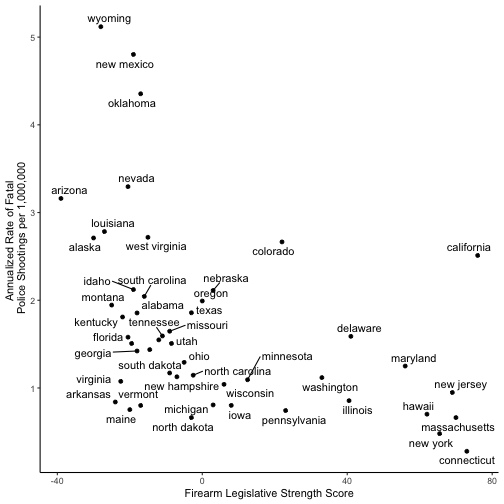 wyoming
5
new mexico
oklahoma
4
nevada
arizona
3
louisiana
alaska
west virginia
colorado
california
idaho
south carolina
nebraska
montana
oregon
2
alabama
texas
kentucky
tennessee
missouri
delaware
florida
utah
georgia
ohio
minnesota
maryland
south dakota
north carolina
virginia
new hampshire
washington
1
arkansas
vermont
wisconsin
new jersey
maine
michigan
iowa
illinois
hawaii
north dakota
pennsylvania
massachusetts
new york
connecticut
-40
0
40
80
Firearm Legislative Strength Score
Annualized Rate of Fatal
Police Shootings per 1,000,000